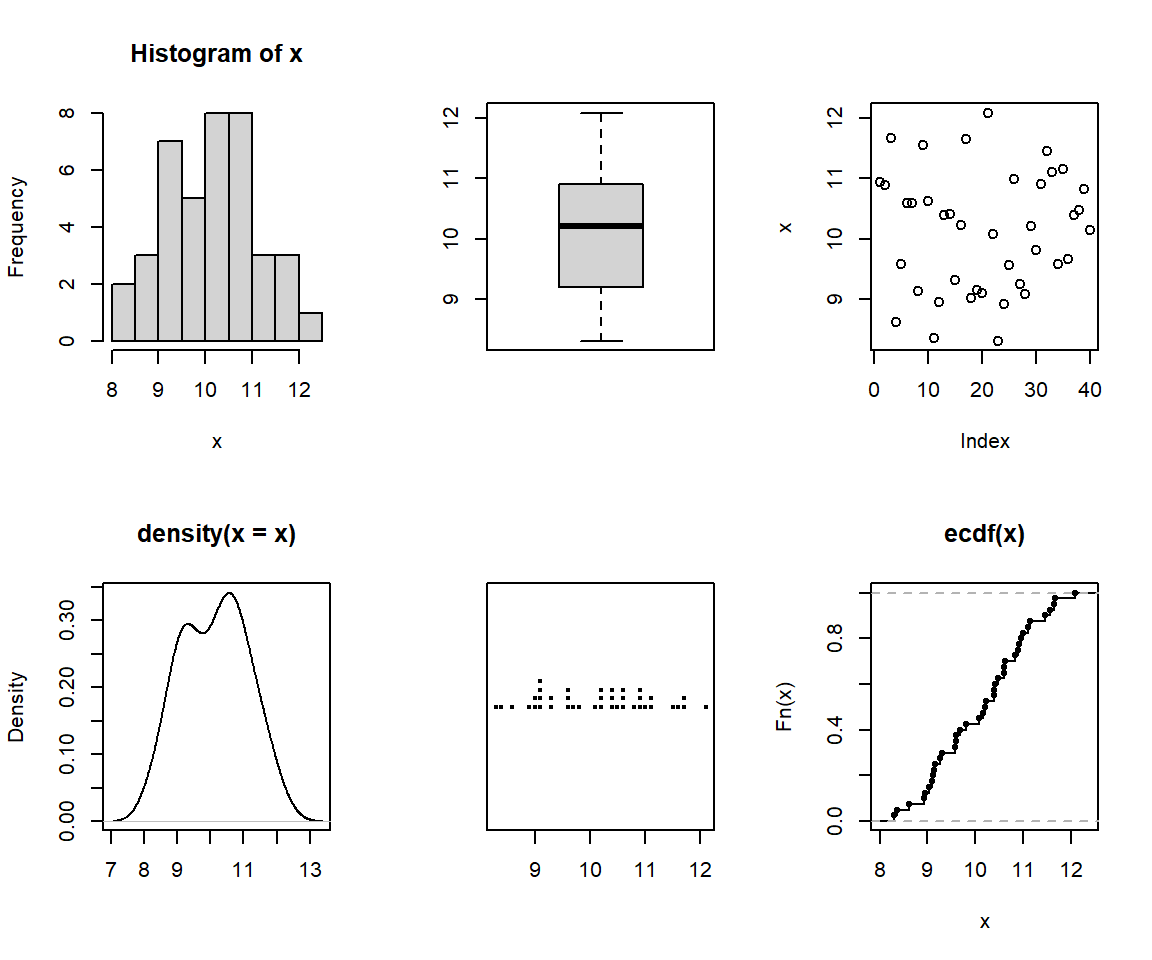 Histogram of x
Frequency
0 2 4 6 8
8 9 10 11 12
x
9 10 11 12
x
9 10 11 12
0 10 20 30 40
Index
density(x = x)
Density
0.00 0.10 0.20 0.30
7 8 9 11 13
9 10 11 12
ecdf(x)
Fn(x)
0.0 0.4 0.8
8 9 10 11 12
x